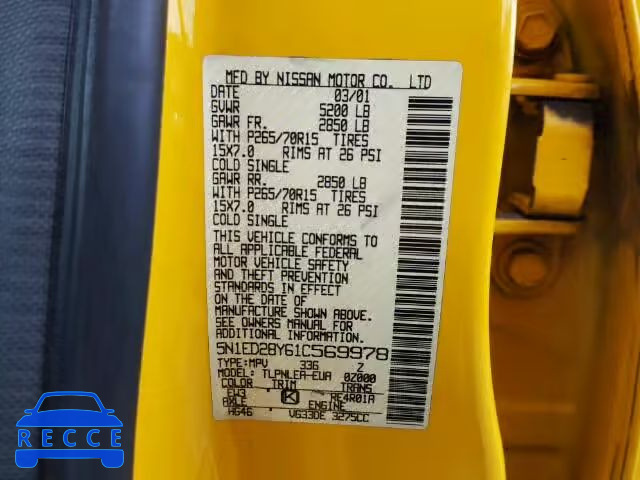 MFD BY NISSAN MOTOR CO. LTD
DATE 03/01
GVWR 5200 LB
GAWR FR. 2850 LB
WITH P265/70R15 TIRES
15X7.0 RIMS AT 26 PSI
COLD SINGLE
GAWR RR. 2850 LB
WITH P265/70R15 TIRES
15X7.0 RIMS AT 26 PSI
COLD SINGLE
THIS VEHICLE CONFORMS TO
ALL APPLICABLE FEDERAL
MOTOR VEHICLE SAFETY
AND THEFT PREVENTION
STANDARDS IN EFFECT
ON THE DATE OF
MANUFACTURE SHOWN ABOVE.
SEE OWNERS MANUAL FOR
ADDITIONAL INFORMATION
5N1ED28Y61C569978
TYPE:MPV 336 Z
MODEL: TLPNLEA-EUA 0Z000
COLOR TRIM TRANS
EW3 K RE4R01A
AXLE ENGINE
HG46 VG33DE 3275CC
RECCE